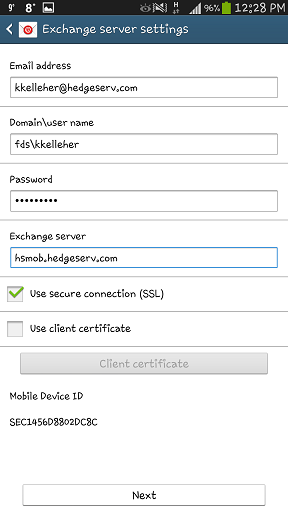 9° 8° 96% 12:28 PM
Exchange server settings
Email address
kkelleher@hedgeserv.com
Domain\user name
fds\kkelleher
Password
•••••••••
Exchange server
hsmob.hedgeserv.com
Use secure connection (SSL)
Use client certificate
Client certificate
Mobile Device ID
SEC1456D8802DC8C
Next